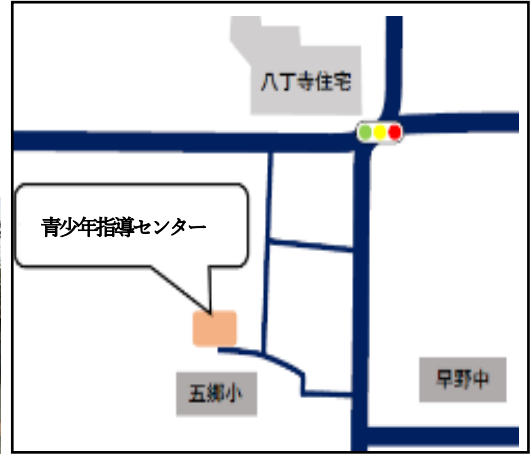 八丁寺住宅
青少年指導センター
五郷小
早野中